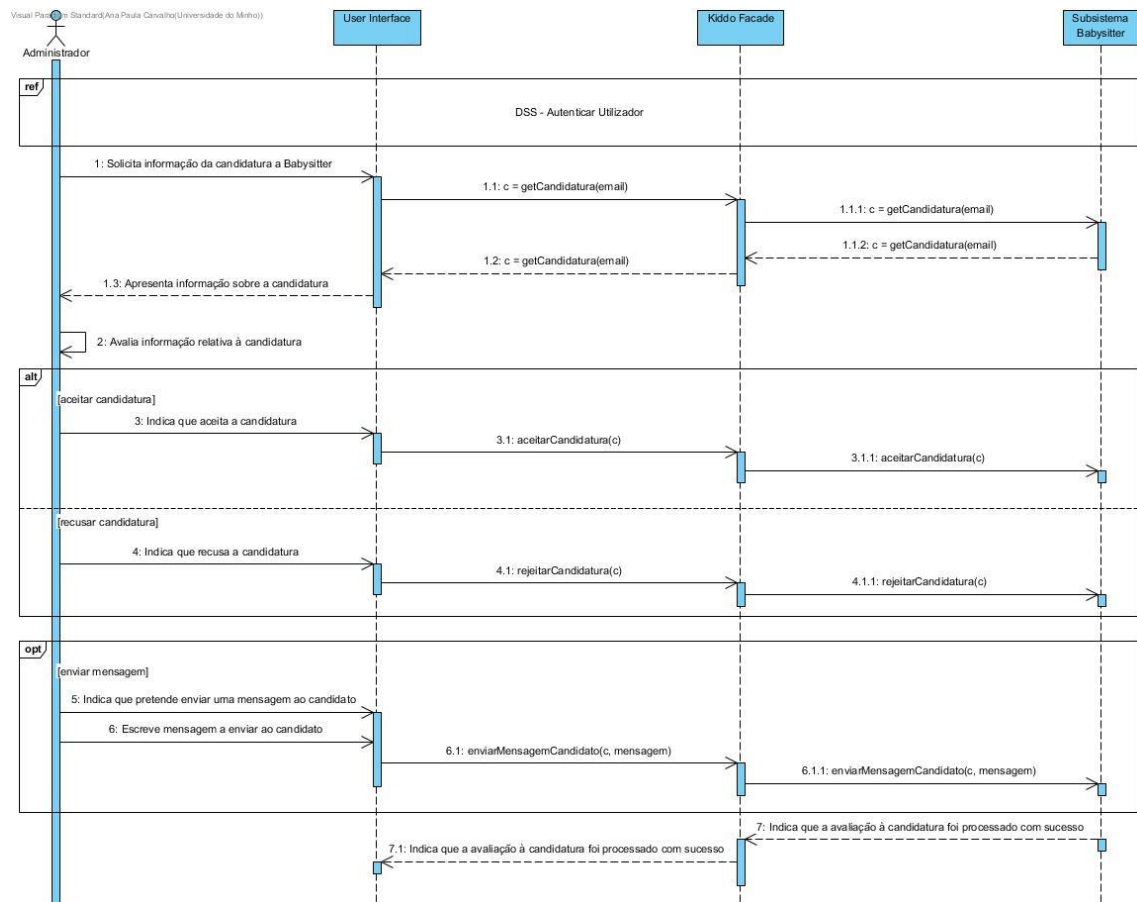 Visual Paradigm Standard(Ana Paula Carvalho(Universidade do Minho))
User Interface
Kiddo Facade
Subsistema
Babysitter
Administrador
ref
DSS - Autenticar Utilizador
1: Solicita informação da candidatura a Babysitter
1.1: c = getCandidatura(email)
1.1.1: c = getCandidatura(email)
1.1.2: c = getCandidatura(email)
1.2: c = getCandidatura(email)
1.3: Apresenta informação sobre a candidatura
2: Avalia informação relativa à candidatura
alt
[aceitar candidatura]
3: Indica que aceita a candidatura
3.1: aceitarCandidatura(c)
3.1.1: aceitarCandidatura(c)
[recusar candidatura]
4: Indica que recusa a candidatura
4.1: rejeitarCandidatura(c)
4.1.1: rejeitarCandidatura(c)
opt
[enviar mensagem]
5: Indica que pretende enviar uma mensagem ao candidato
6: Escreve mensagem a enviar ao candidato
6.1: enviarMensagemCandidato(c, mensagem)
6.1.1: enviarMensagemCandidato(c, mensagem)
7: Indica que a avaliação à candidatura foi processado com sucesso
7.1: Indica que a avaliação à candidatura foi processado com sucesso